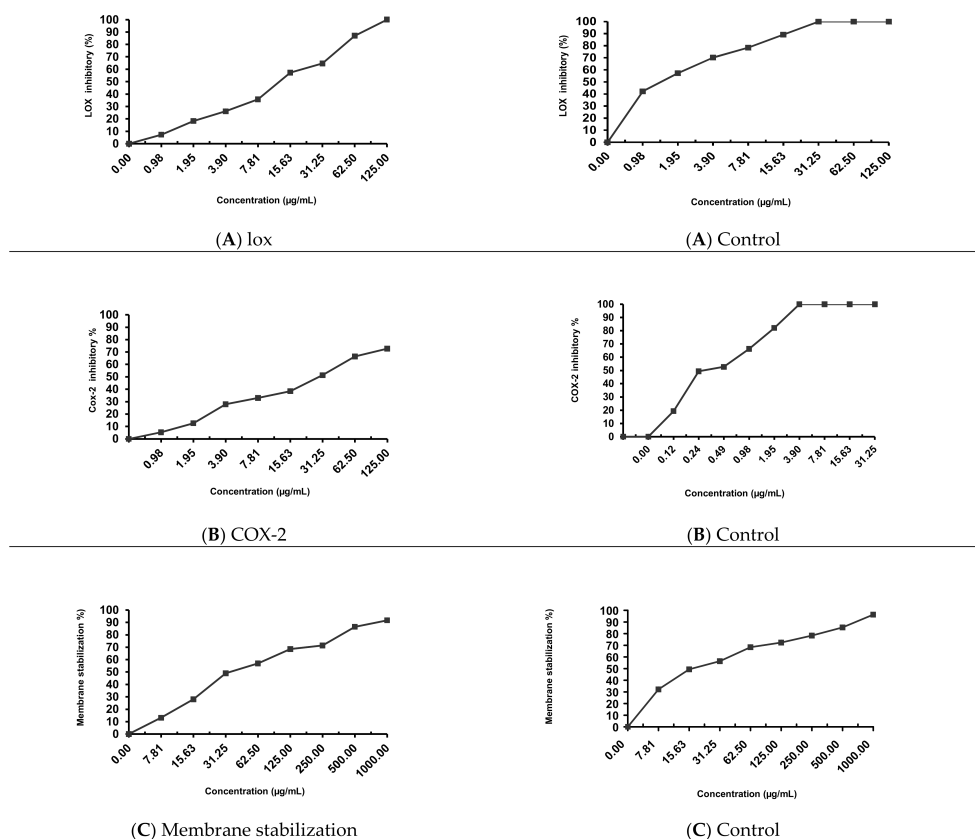 100
90
80
70
60
50
40
30
20
10
0
LOX inhibitory (%)
0.00 0.98 1.95 3.90 7.81 15.63 31.25 62.50 125.00
Concentration (µg/mL)
(A) lox
100
90
80
70
60
50
40
30
20
10
0
LOX inhibitory (%)
0.00 0.98 1.95 3.90 7.81 15.63 31.25 62.50 125.00
Concentration (µg/mL)
(A) Control
100
90
80
70
60
50
40
30
20
10
0
Cox-2 inhibitory %
0.98 1.95 3.90 7.81 15.63 31.25 62.50 125.00
Concentration (µg/mL)
(B) COX-2
100
90
80
70
60
50
40
30
20
10
0
COX-2 inhibitory %
0.00 0.12 0.24 0.49 0.98 1.95 3.90 7.81 15.63 31.25
Concentration (µg/mL)
(B) Control
100
90
80
70
60
50
40
30
20
10
0
Membrane stabilization %)
0.00 7.81 15.63 31.25 62.50 125.00 250.00 500.00 1000.00
Concentration (µg/mL)
(C) Membrane stabilization
100
90
80
70
60
50
40
30
20
10
0
Membrane stabilization %)
0.00 7.81 15.63 31.25 62.50 125.00 250.00 500.00 1000.00
Concentration (µg/mL)
(C) Control